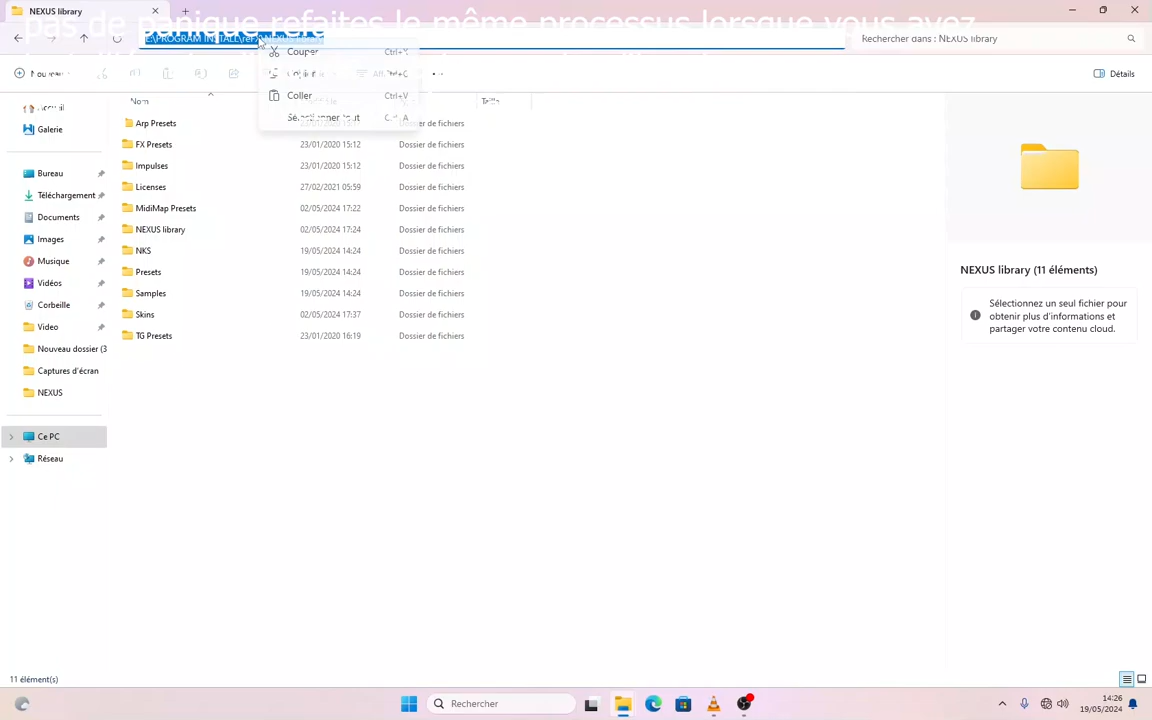 pas de panique refaites le même processus lorsque vous avez
NEXUS library
Rechercher dans : NEXUS library
Couper Ctrl+X
Ctrl+C
Coller Ctrl+V
Sélectionner tout Ctrl+A
Détails
Nom
Taille
Arp Presets Dossier de fichiers
FX Presets 23/01/2020 15:12 Dossier de fichiers
Impulses 23/01/2020 15:12 Dossier de fichiers
Licenses 27/02/2021 05:59 Dossier de fichiers
MidiMap Presets 02/05/2024 17:22 Dossier de fichiers
NEXUS library 02/05/2024 17:24 Dossier de fichiers
NKS 19/05/2024 14:24 Dossier de fichiers
Presets 19/05/2024 14:24 Dossier de fichiers
Samples 19/05/2024 14:24 Dossier de fichiers
Skins 02/05/2024 17:37 Dossier de fichiers
TG Presets 23/01/2020 16:19 Dossier de fichiers
Accueil
Galerie
Bureau
Téléchargement
Documents
Images
Musique
Vidéos
Corbeille
Video
Nouveau dossier (3
Captures d'écran
NEXUS
Ce PC
Réseau
NEXUS library (11 éléments)
Sélectionnez un seul fichier pour
obtenir plus d'informations et
partager votre contenu cloud.
11 élément(s)
Rechercher
14:26
19/05/2024